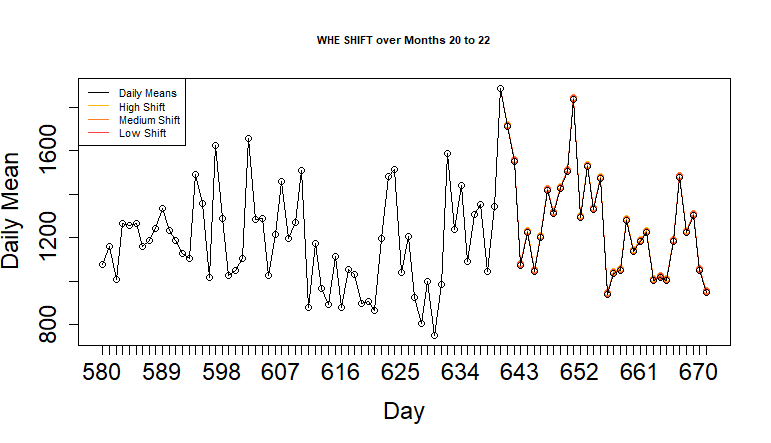 WHE SHIFT over Months 20 to 22
Daily Means
High Shift
Medium Shift
Low Shift
Daily Mean
1600
1200
800
580 589 598 607 616 625 634 643 652 661 670
Day